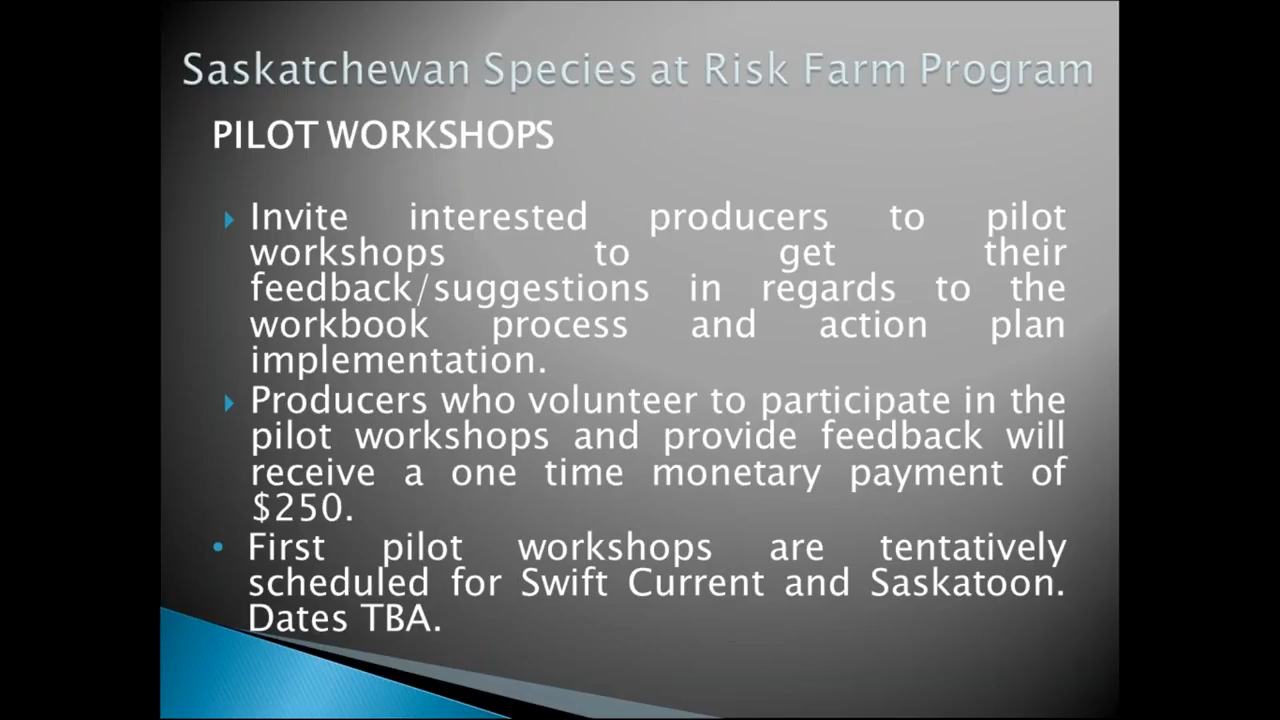 Saskatchewan Species at Risk Farm Program
PILOT WORKSHOPS
Invite interested producers to pilot
workshops to get their
feedback/suggestions in regards to the
workbook process and action plan
implementation.
Producers who volunteer to participate in the
pilot workshops and provide feedback will
receive a one time monetary payment of
$250.
• First pilot workshops are tentatively
scheduled for Swift Current and Saskatoon.
Dates TBA.